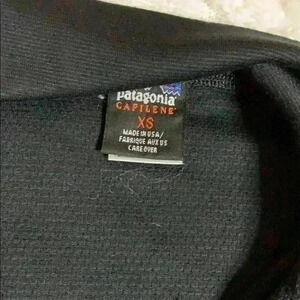 patagonia
CAPILENE
XS
MADE IN USA/
FABRIQUE AUX US
CARE OVER